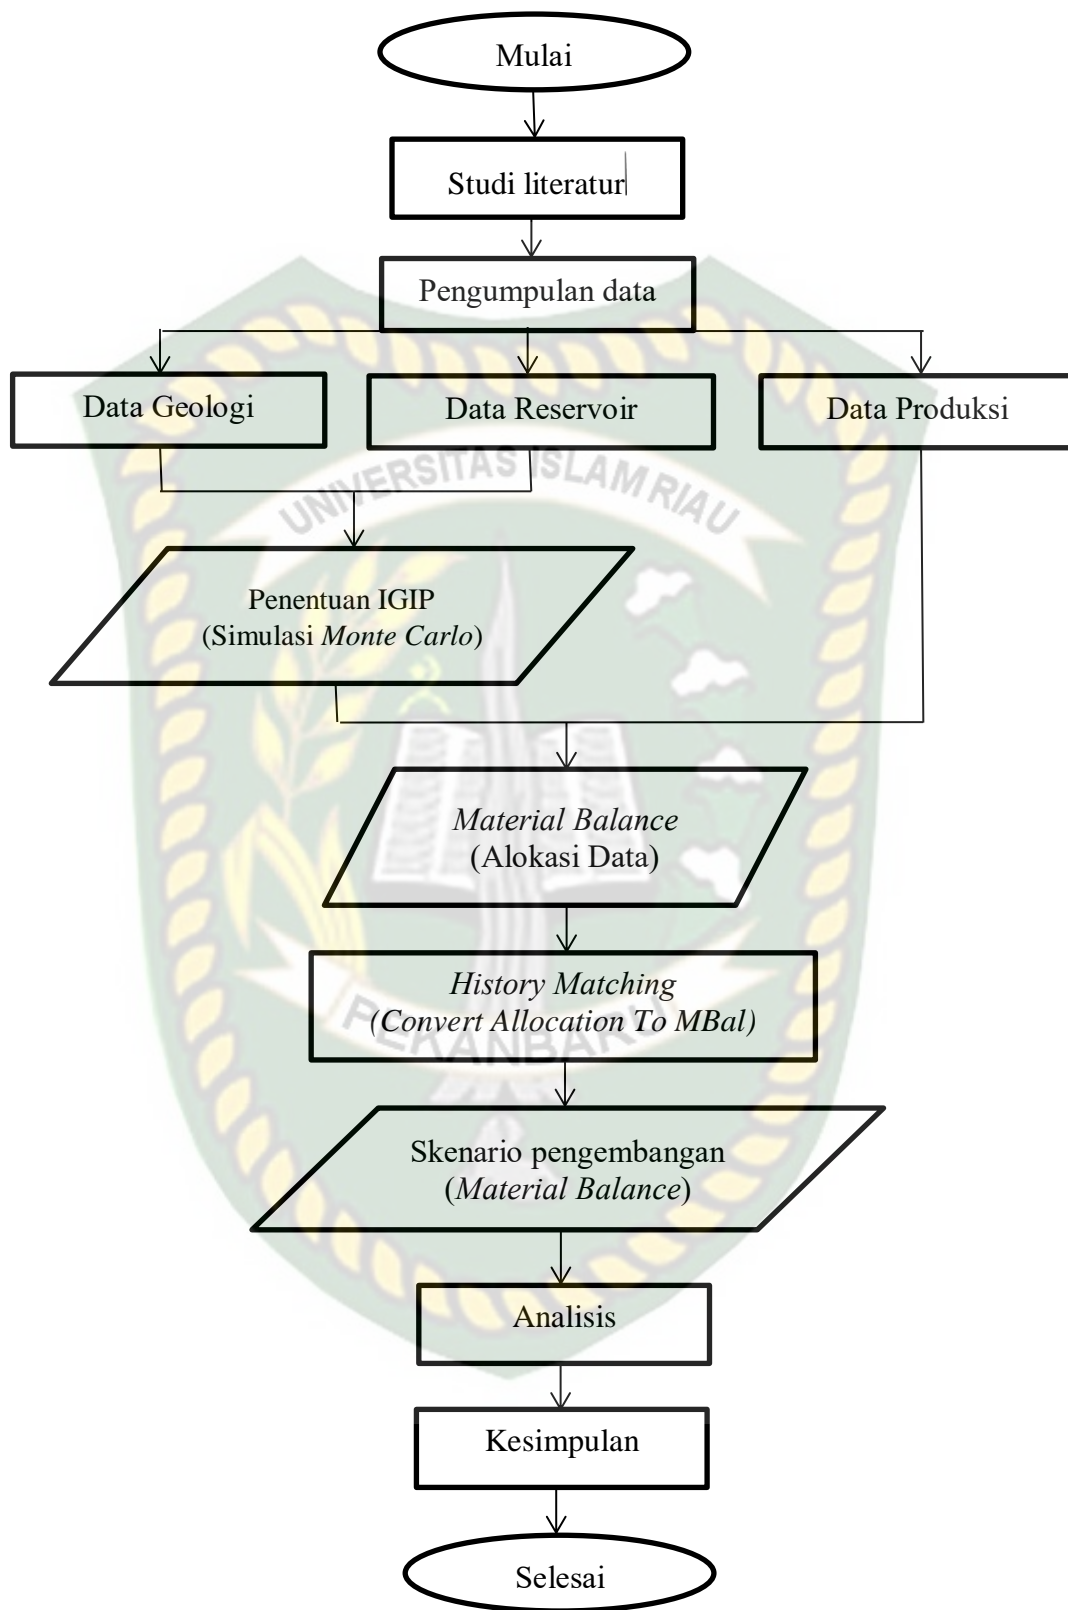 Mulai
Studi literatur
Pengumpulan data
Data Geologi
Data Reservoir
Data Produksi
UNIVERSITAS ISLAM RIAU
Penentuan IGIP
(Simulasi Monte Carlo)
Material Balance
(Alokasi Data)
History Matching
(Convert Allocation To MBal)
PEKANBARU
Skenario pengembangan
(Material Balance)
Analisis
Kesimpulan
Selesai